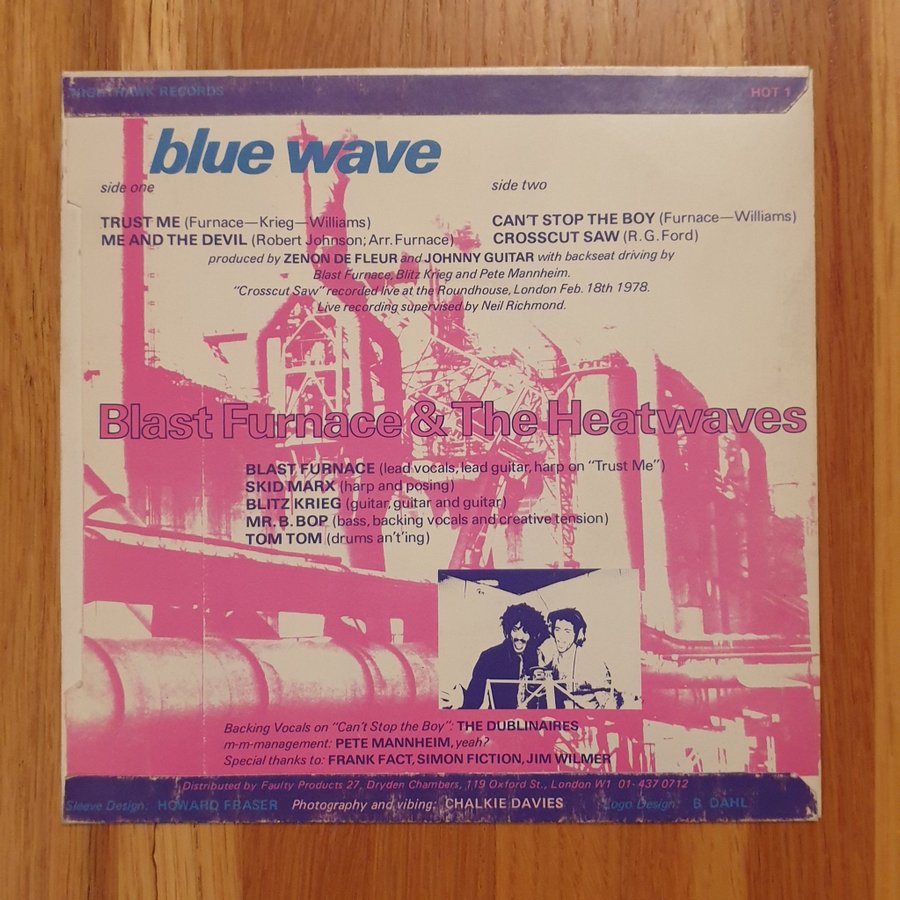 NIGHTHAWK RECORDS HOT 1
blue wave
side one
TRUST ME (Furnace—Krieg—Williams)
ME AND THE DEVIL (Robert Johnson; Arr. Furnace)
side two
CAN'T STOP THE BOY (Furnace—Williams)
CROSSCUT SAW (R.G. Ford)
produced by ZENON DE FLEUR and JOHNNY GUITAR with backseat driving by
Blast Furnace, Blitz Krieg and Pete Mannheim.
"Crosscut Saw" recorded live at the Roundhouse, London Feb. 18th 1978.
Live recording supervised by Neil Richmond.
Blast Furnace & The Heatwaves
BLAST FURNACE (lead vocals, lead guitar, harp on "Trust Me")
SKID MARX (harp and posing)
BLITZ KRIEG (guitar, guitar and guitar)
MR. B. BOP (bass, backing vocals and creative tension)
TOM TOM (drums an't'ing)
Backing Vocals on "Can't Stop the Boy": THE DUBLINAIRES
m-m-management: PETE MANNHEIM, yeah?
Special thanks to: FRANK FACT, SIMON FICTION, JIM WILMER
Distributed by Faulty Products 27, Dryden Chambers, 119 Oxford St., London W1 01-437 0712
Sleeve Design: HOWARD FRASER Photography and vibing: CHALKIE DAVIES Logo Design: B. DAHL